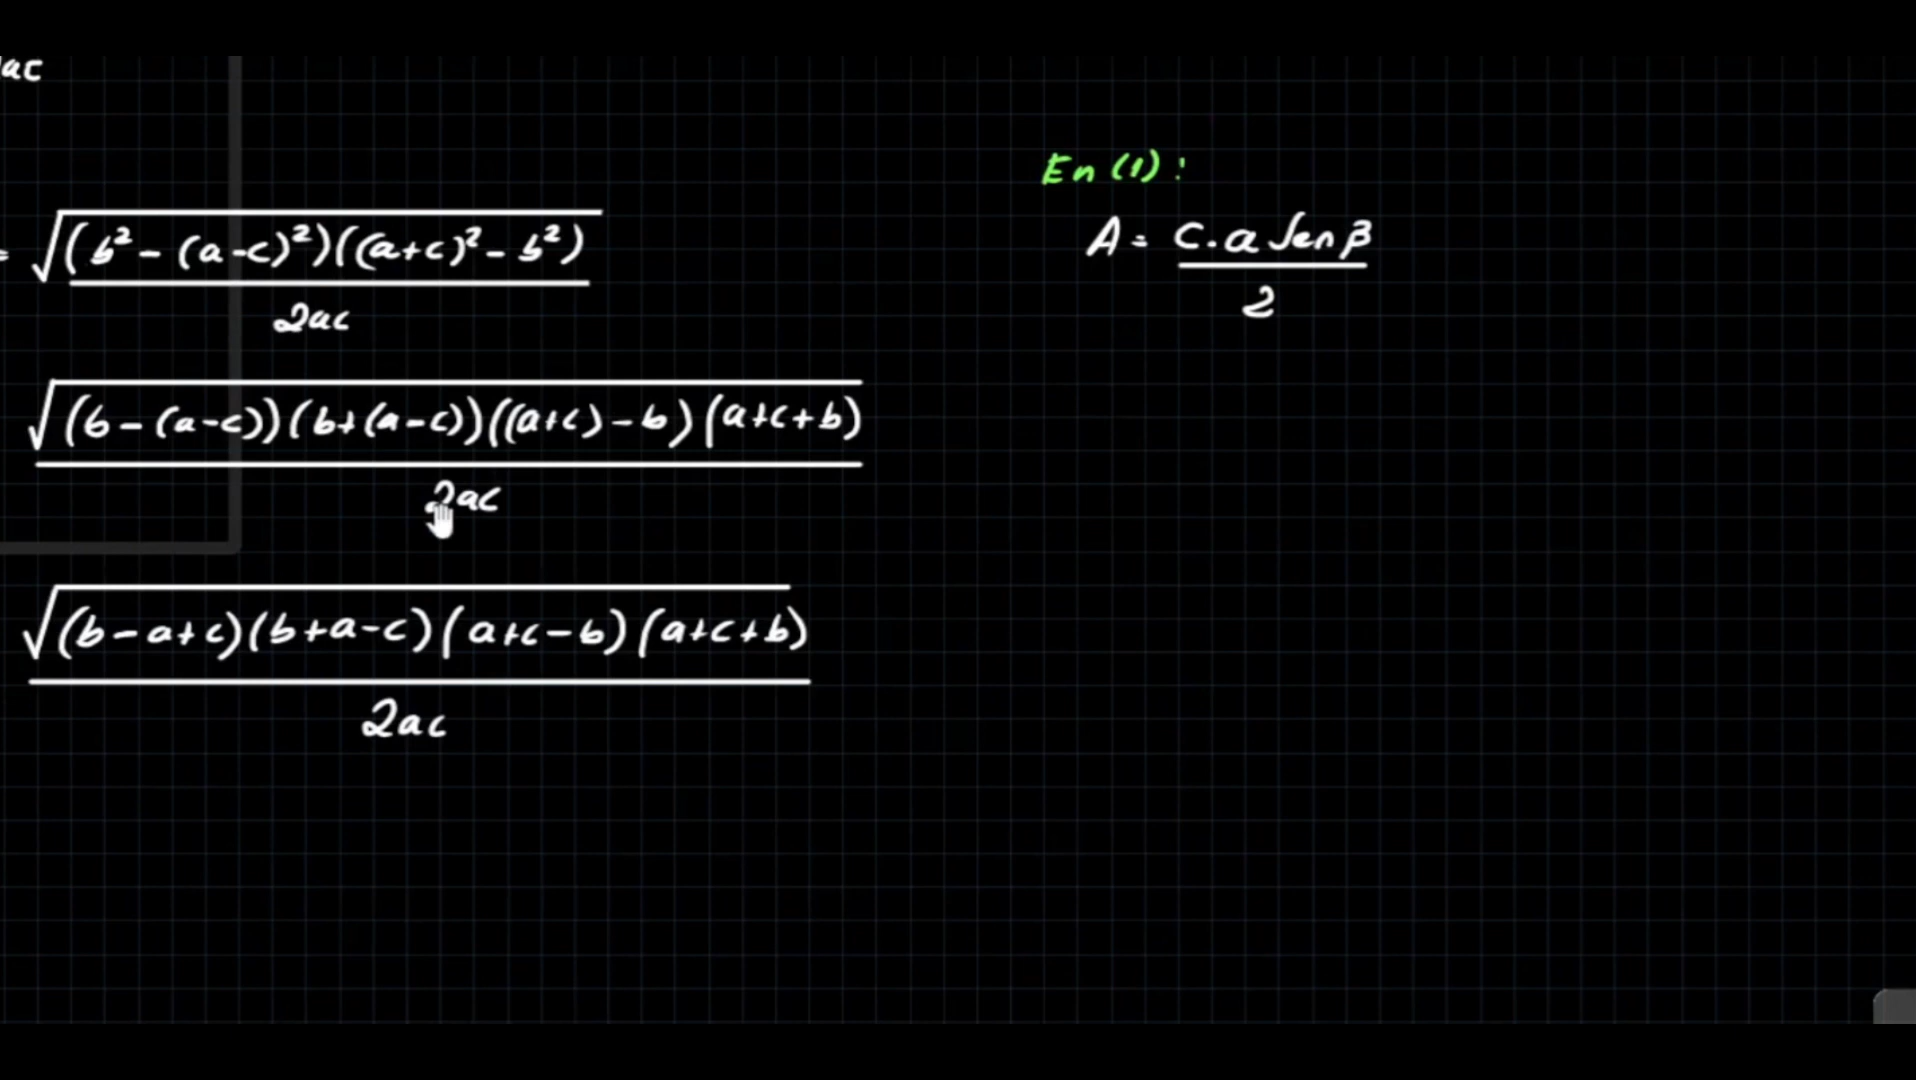 ac
= √(b² - (a-c)²)((a+c)² - b²) / 2ac
√(b - (a-c))(b+(a-c))((a+c) - b)(a+c+b) / 2ac
√(b-a+c)(b+a-c)(a+c-b)(a+c+b) / 2ac
En (1):
A = c·a Sen β / 2